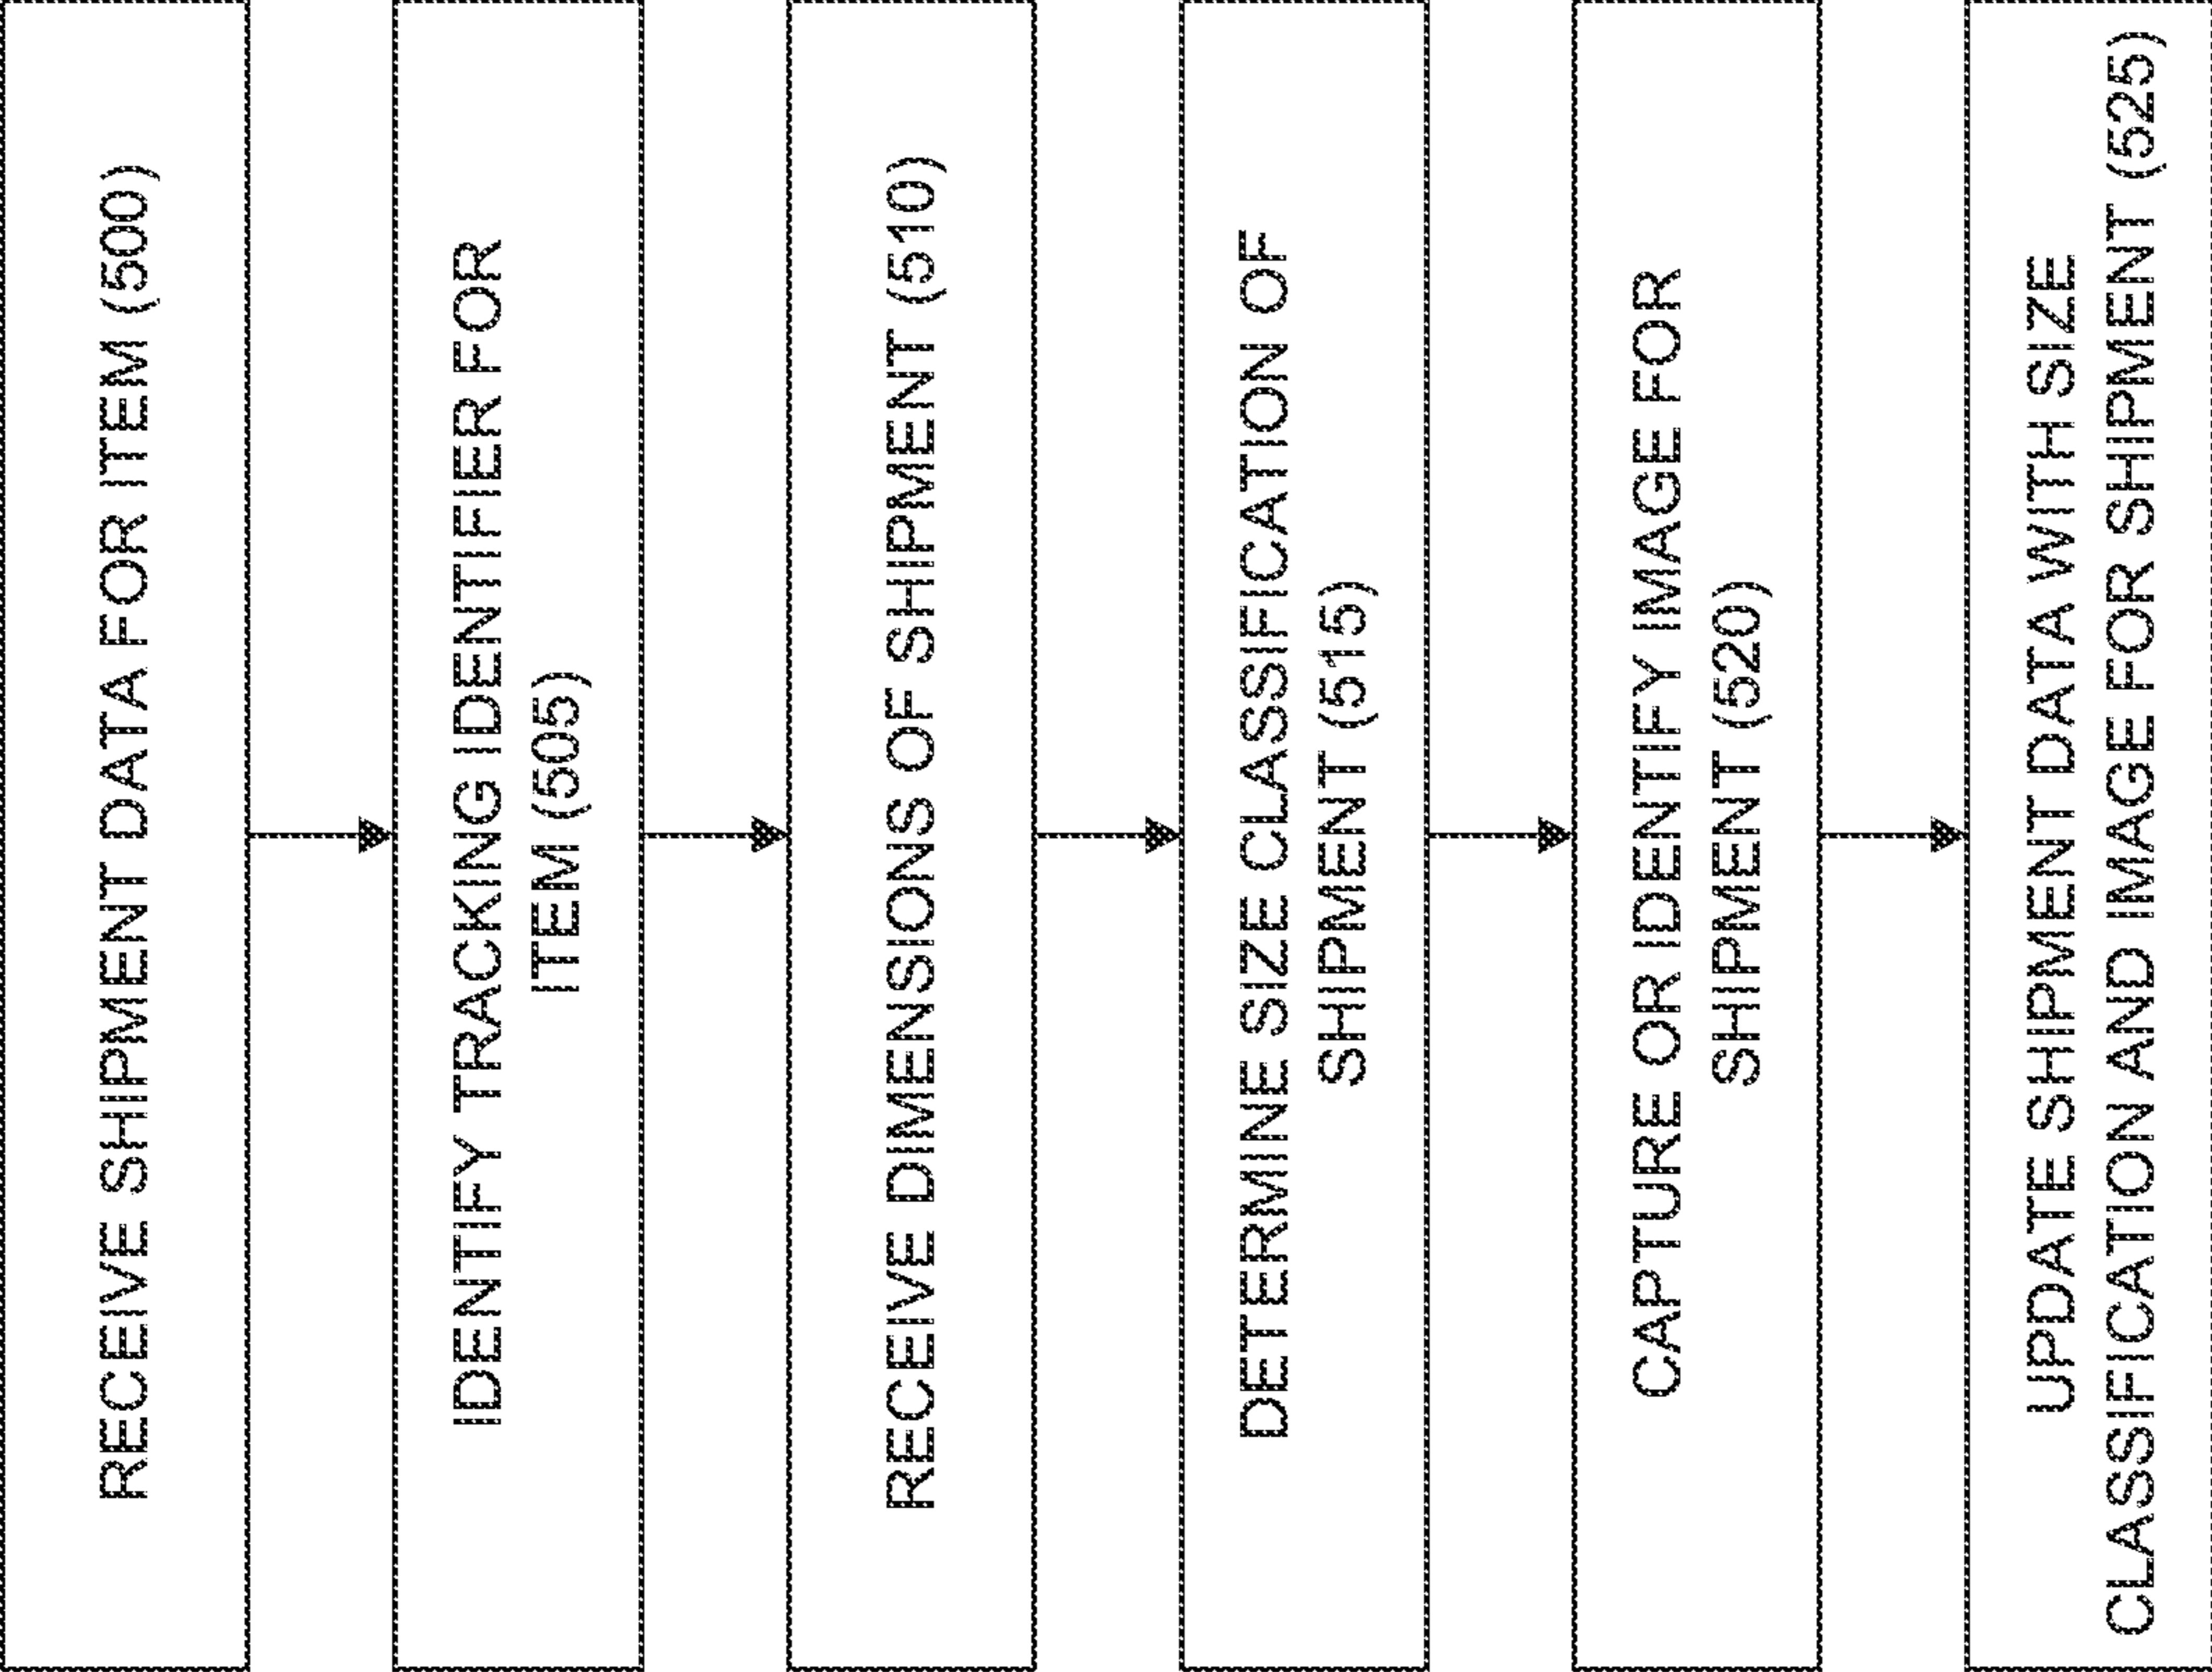 RECEIVE SHIPMENT DATA FOR ITEM (500)
IDENTIFY TRACKING IDENTIFIER FOR
ITEM (505)
RECEIVE DIMENSIONS OF SHIPMENT (510)
DETERMINE SIZE CLASSIFICATION OF
SHIPMENT (515)
CAPTURE OR IDENTIFY IMAGE FOR
SHIPMENT (520)
UPDATE SHIPMENT DATA WITH SIZE
CLASSIFICATION AND IMAGE FOR SHIPMENT (525)